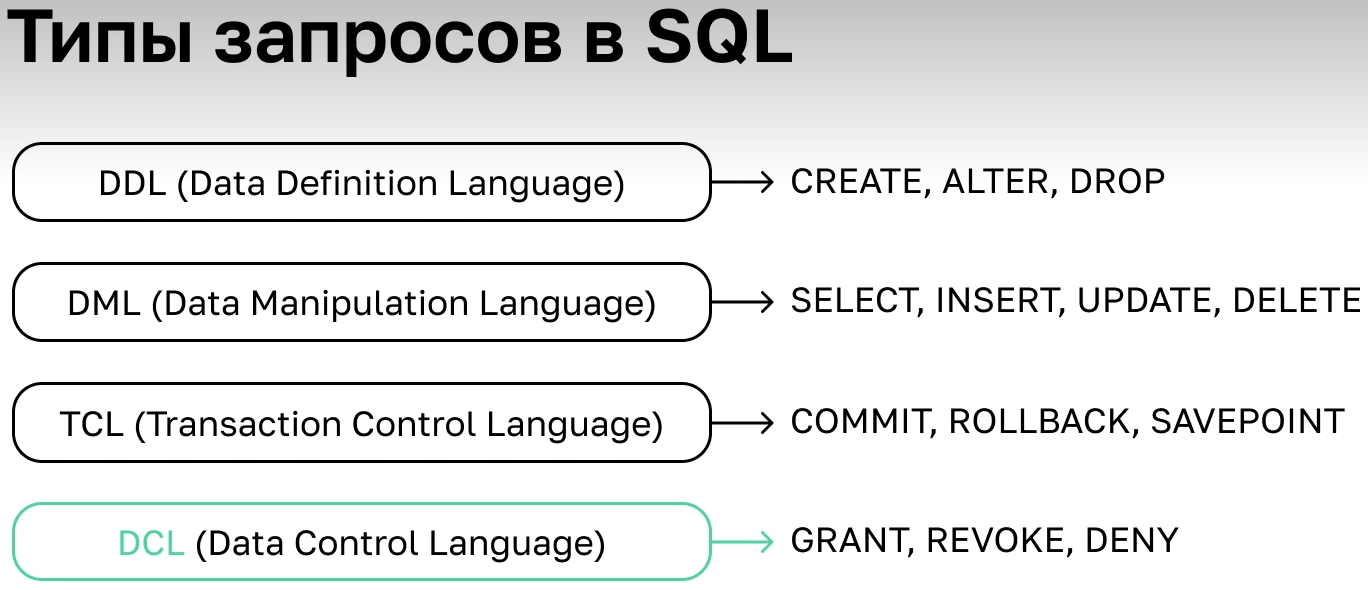 Типы запросов в SQL
DDL (Data Definition Language)
CREATE, ALTER, DROP
DML (Data Manipulation Language)
SELECT, INSERT, UPDATE, DELETE
TCL (Transaction Control Language)
COMMIT, ROLLBACK, SAVEPOINT
DCL (Data Control Language)
GRANT, REVOKE, DENY